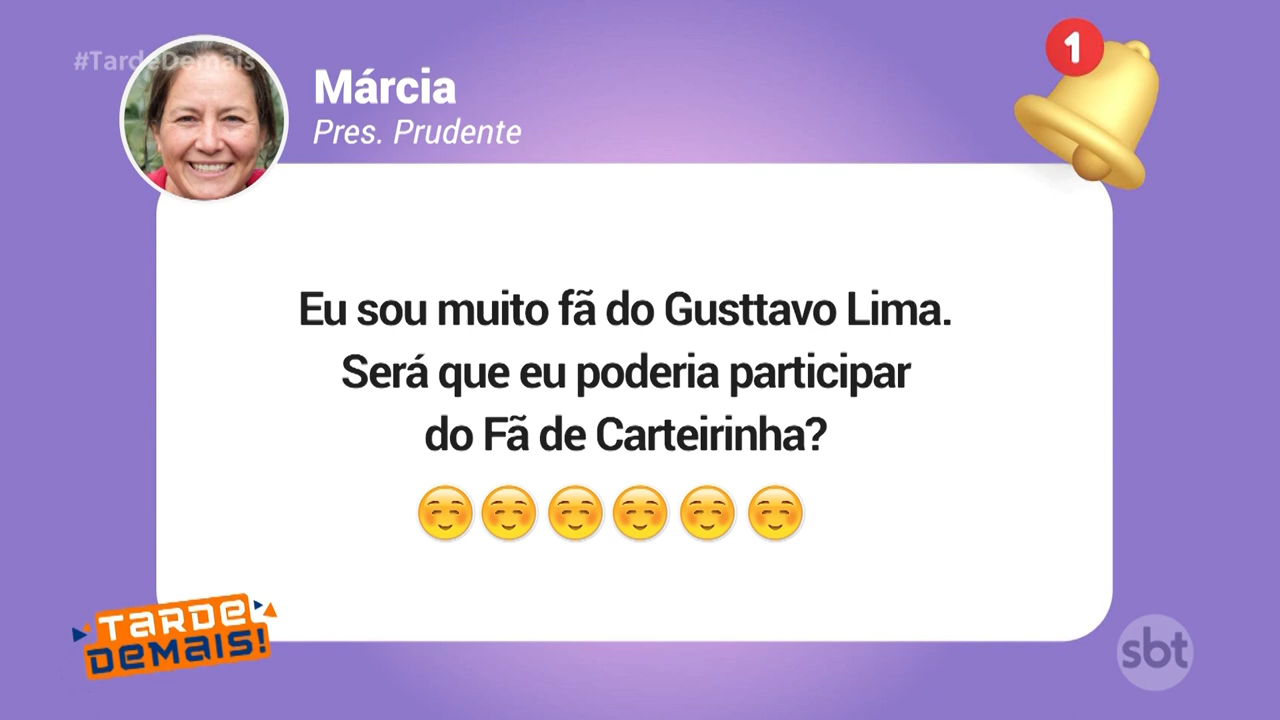 #TardeDemais
1
Márcia
Pres. Prudente
Eu sou muito fã do Gusttavo Lima.
Será que eu poderia participar
do Fã de Carteirinha?
TARDE
DEMAIS!
sbt